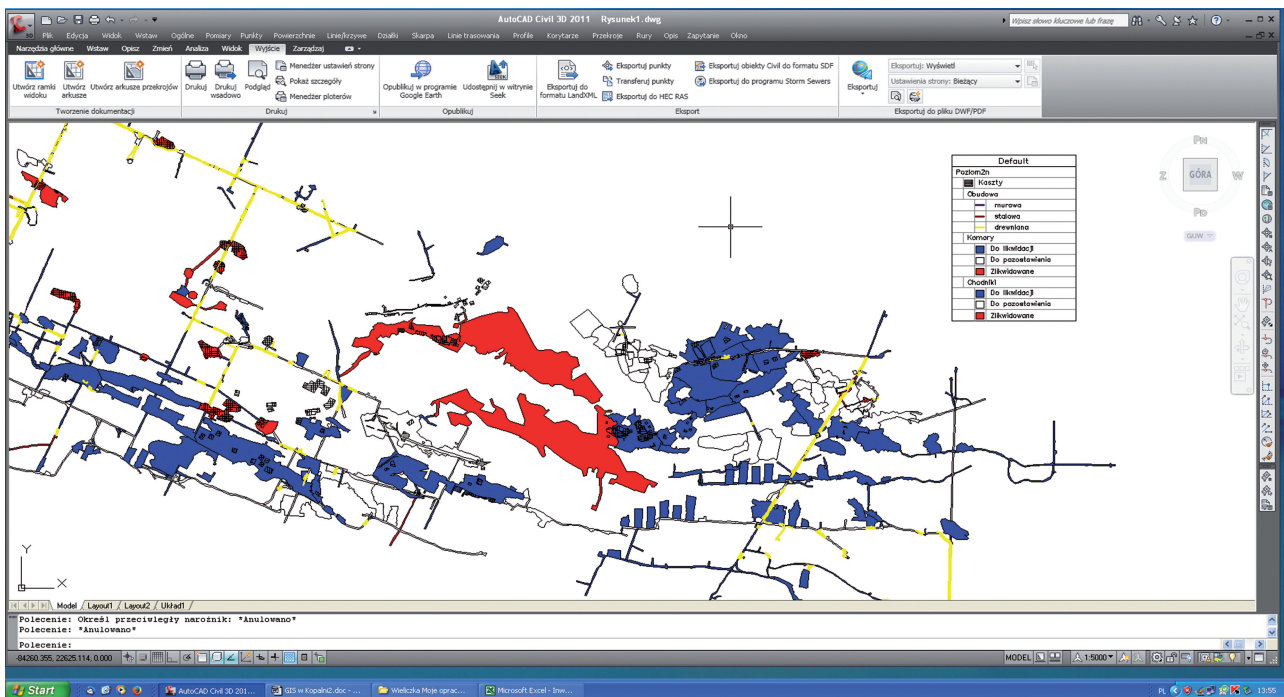 AutoCAD Civil 3D 2011 Rysunek1.dwg
Wpisz słowo kluczowe lub frazę
3D Plik Edycja Widok Wstaw Ogólne Pomiary Punkty Powierzchnie Linie/krzywe Działki Skarpa Linie trasowania Profile Korytarze Przekroje Rury Opis Zapytanie Okno
Narzędzia główne Wstaw Opisz Zmień Analiza Widok Wyjście Zarządzaj
Utwórz ramki widoku
Utwórz arkusze
Utwórz arkusze przekrojów
Tworzenie dokumentacji
Drukuj
Drukuj wsadowo
Podgląd
Menedżer ustawień strony
Pokaż szczegóły
Menedżer ploterów
Drukuj
Opublikuj w programie Google Earth
SEEK
Udostępnij w witrynie Seek
Opublikuj
Eksportuj do formatu LandXML
Eksportuj punkty
Transferuj punkty
Eksportuj do HEC RAS
Eksportuj obiekty Civil do formatu SDF
Eksportuj do programu Storm Sewers
Eksport
Eksportuj
Eksportuj: Wyświetl
Ustawienia strony: Bieżący
Eksportuj do pliku DWF/PDF
Default
Poziom2n
Kaszty
Obudowa
murowa
stalowa
drewniana
Komory
Do likwidacji
Do pozostawienia
Zlikwidowane
Chodniki
Do likwidacji
Do pozostawienia
Zlikwidowane
PN
Z
GÓRA
W
PD
GUW
Y
X
Model Layout1 Layout2 Układ1
Polecenie: Określ przeciwległy narożnik: *Anulowano*
Polecenie: *Anulowano*
Polecenie:
-84260.355, 22625.114, 0.000
MODEL
1:5000
Start
AutoCAD Civil 3D 201...
GIS w Kopalni2.doc - ...
Wieliczka Moje oprac...
Microsoft Excel - Inw...
PL
13:55